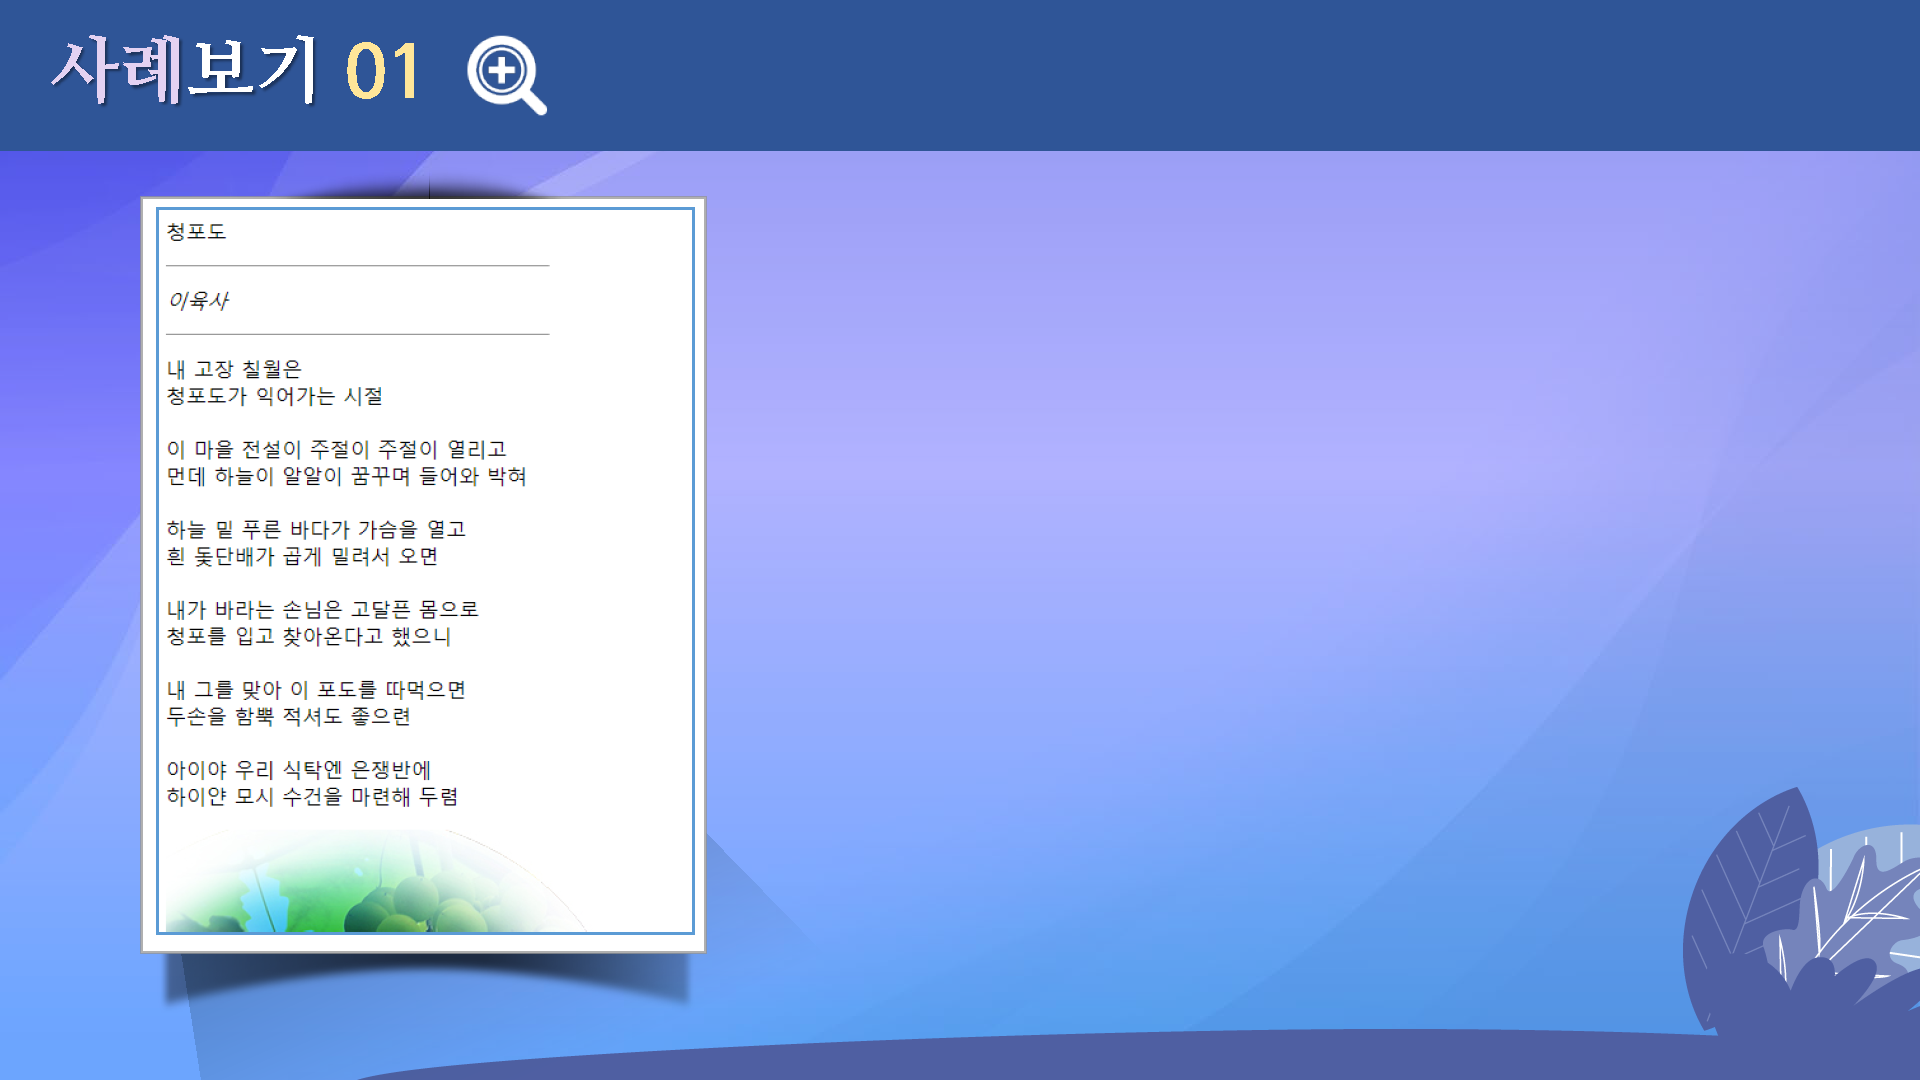 사례보기 01
청포도
이육사
내 고장 칠월은
청포도가 익어가는 시절
이 마을 전설이 주절이 주절이 열리고
먼데 하늘이 알알이 꿈꾸며 들어와 박혀
하늘 밑 푸른 바다가 가슴을 열고
흰 돛단배가 곱게 밀려서 오면
내가 바라는 손님은 고달픈 몸으로
청포를 입고 찾아온다고 했으니
내 그를 맞아 이 포도를 따먹으면
두손을 함뿍 적셔도 좋으련
아이야 우리 식탁엔 은쟁반에
하이얀 모시 수건을 마련해 두렴